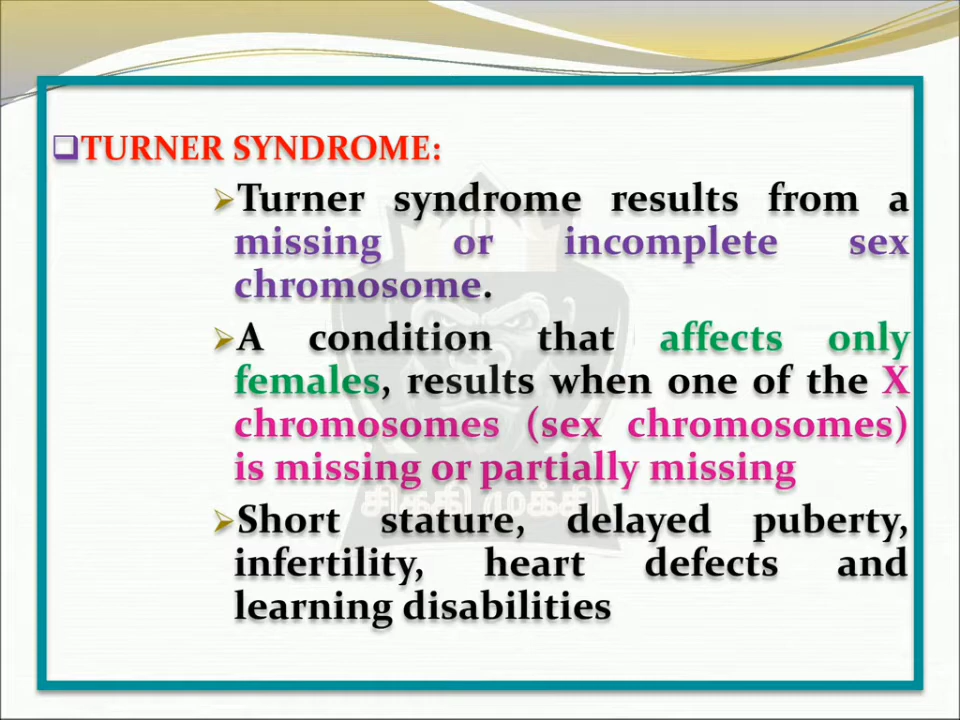 TURNER SYNDROME:
Turner syndrome results from a
missing or incomplete sex
chromosome.
A condition that affects only
females, results when one of the X
chromosomes (sex chromosomes)
is missing or partially missing
Short stature, delayed puberty,
infertility, heart defects and
learning disabilities
சிக்கி முக்கி